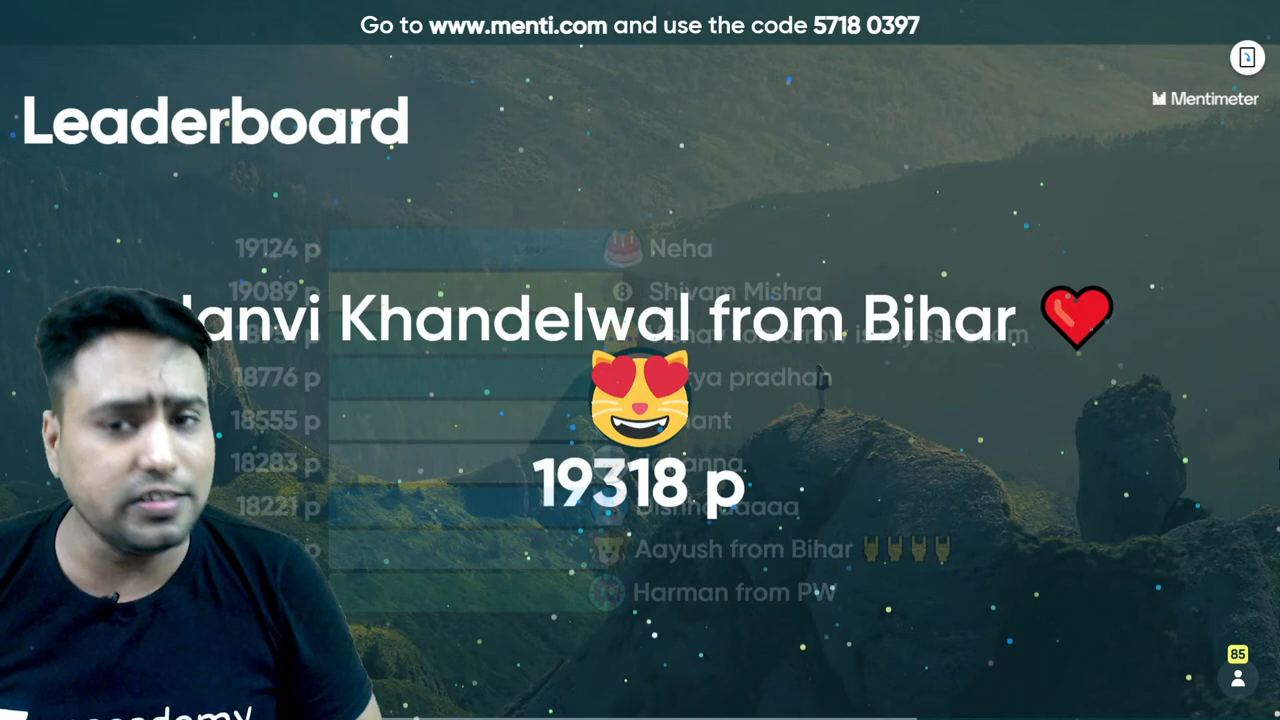 Go to www.menti.com and use the code 5718 0397
Mentimeter
Leaderboard
19124 p Neha
19089 p Shivam Mishra
Janvi Khandelwal from Bihar ❤️
18776 p
18555 p
18283 p
19318 p
18221 p
Aayush from Bihar 🤘🤘🤘🤘
Harman from PW
85